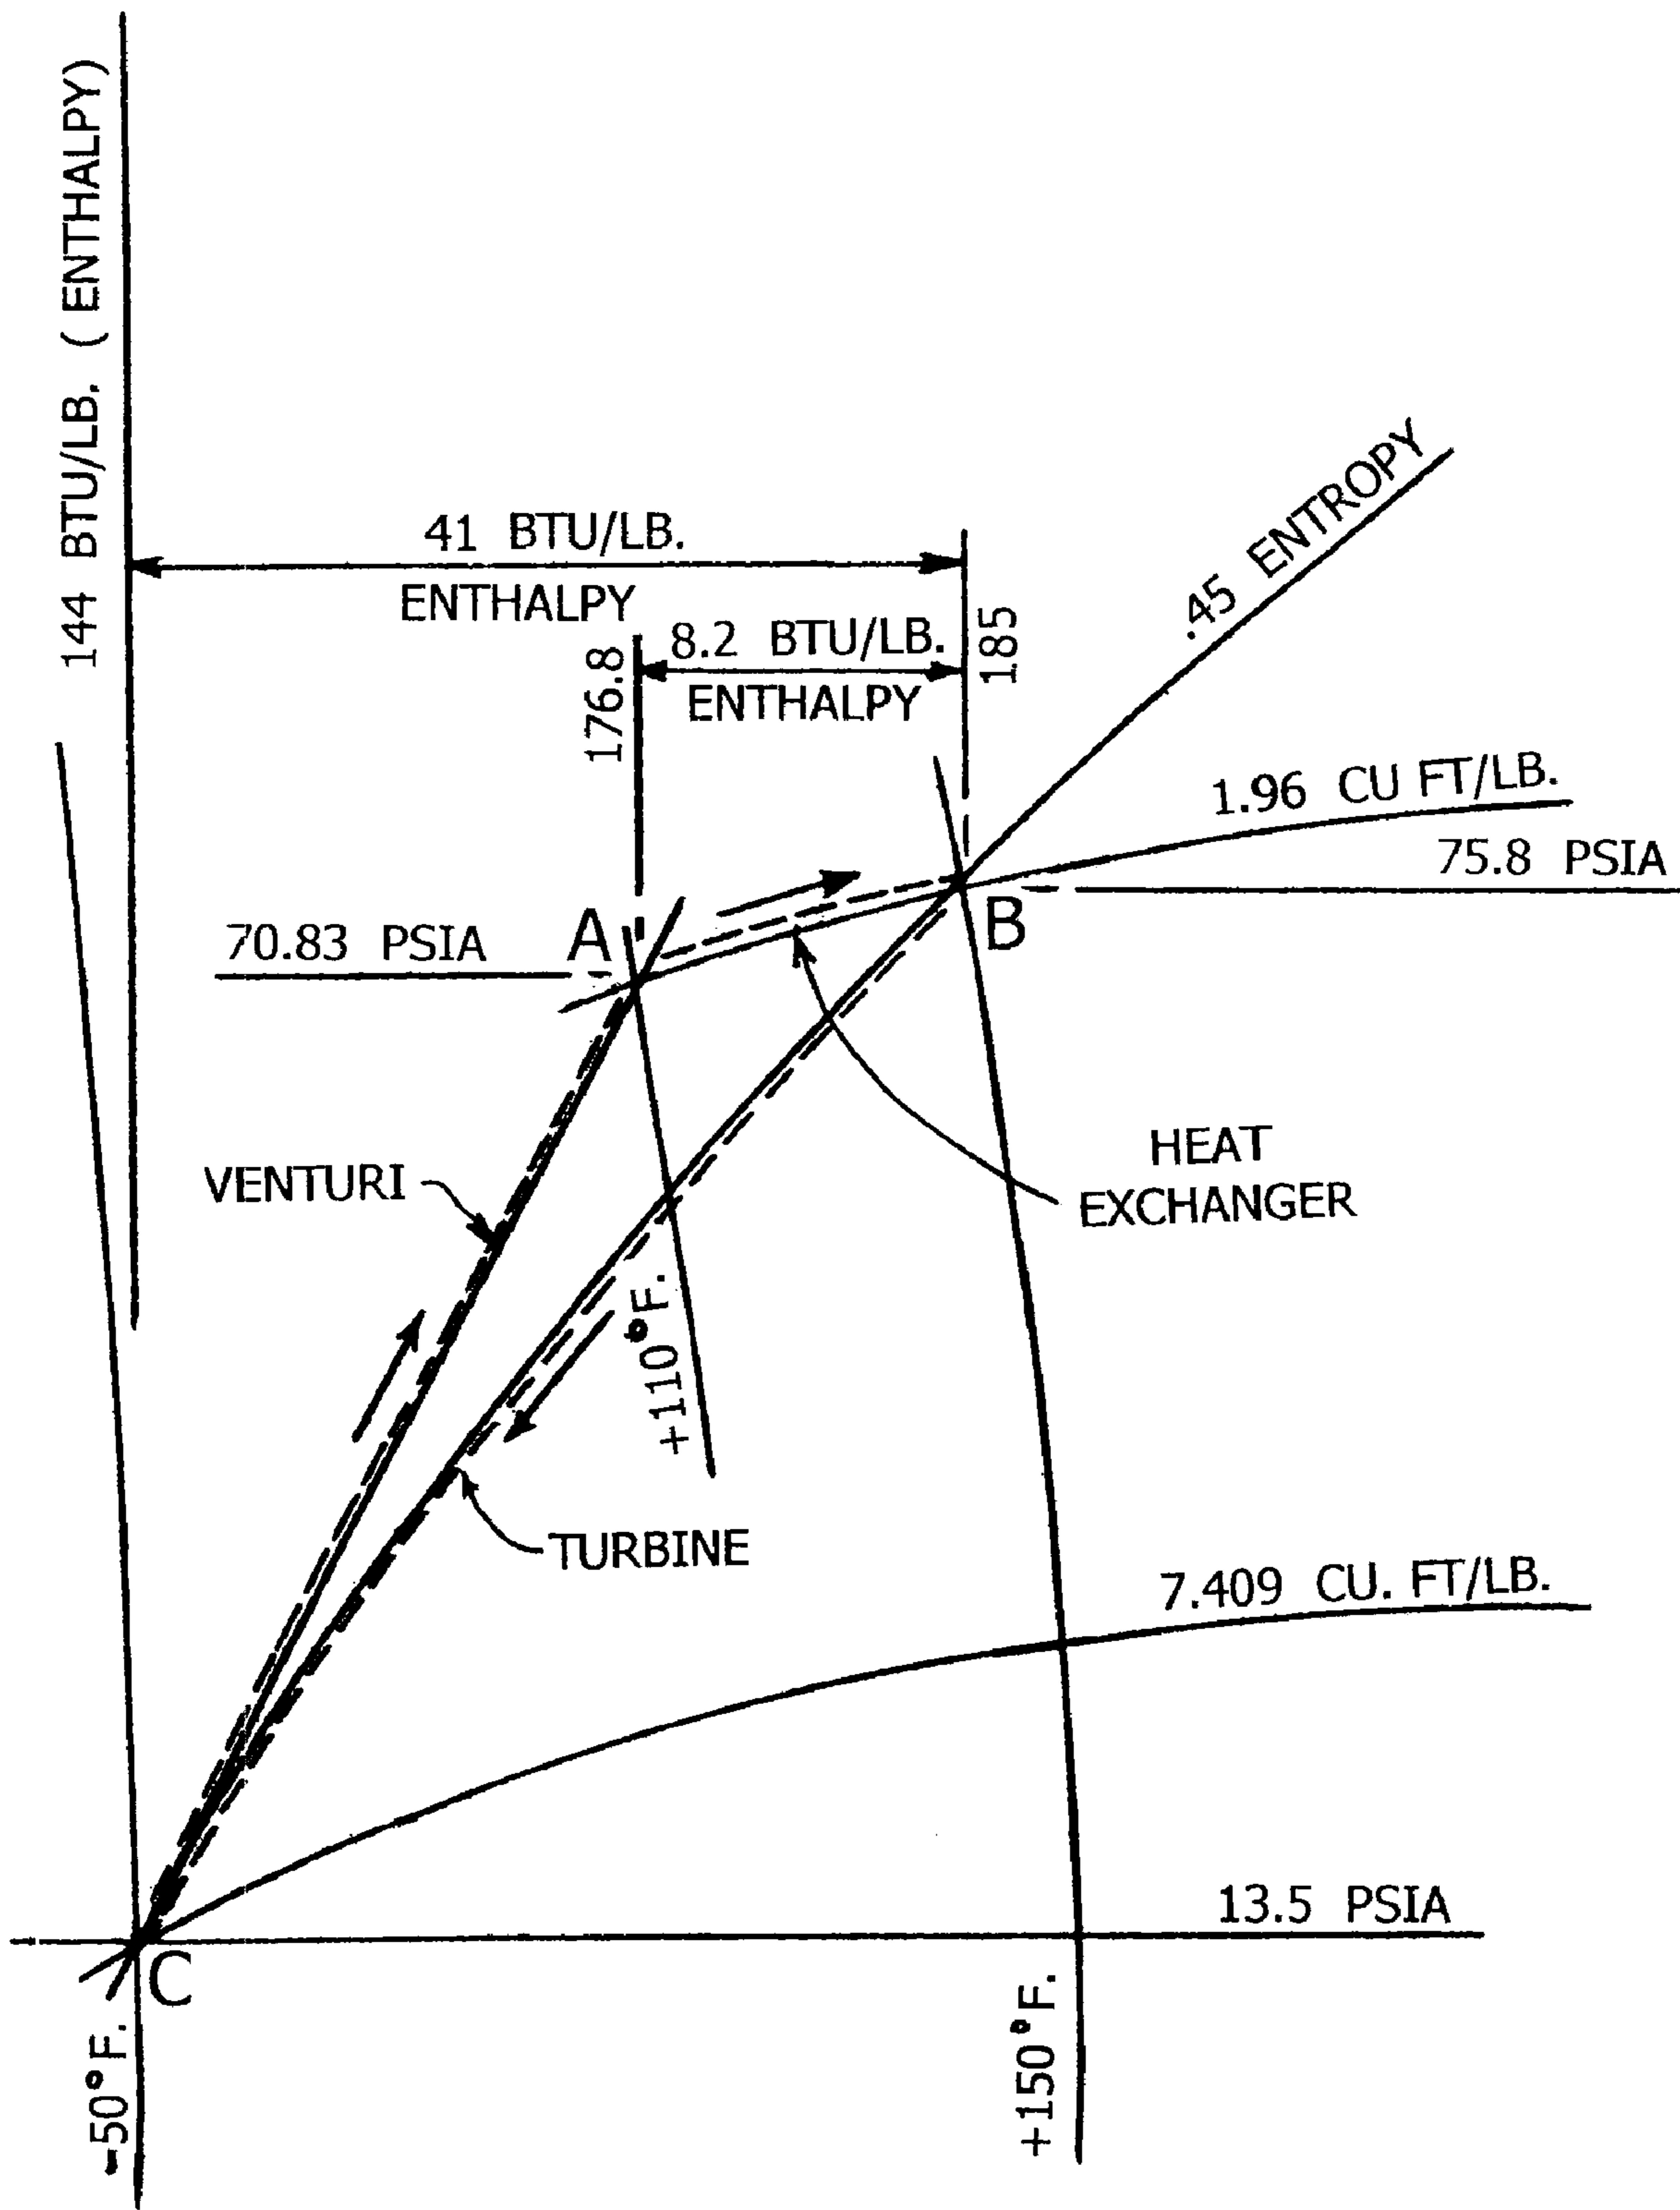 144 BTU/LB. ( ENTHALPY)
41 BTU/LB.
ENTHALPY
8.2 BTU/LB.
ENTHALPY
176.8
185
.45 ENTROPY
1.96 CU FT/LB.
75.8 PSIA
70.83 PSIA
A
B
VENTURI
HEAT
EXCHANGER
+110°F.
TURBINE
7.409 CU. FT/LB.
13.5 PSIA
C
-50°F.
+150°F.